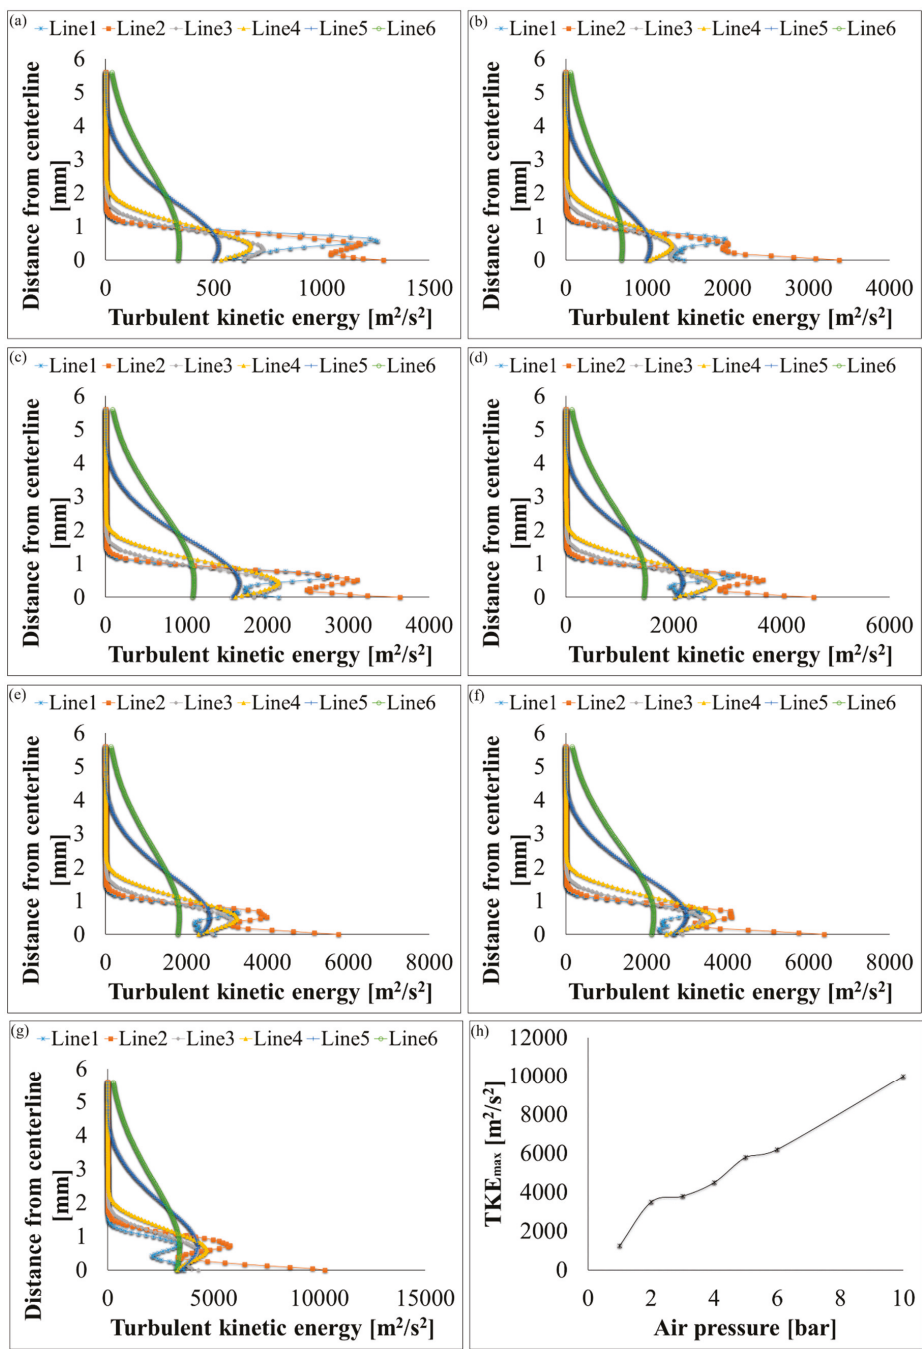 (a)
Line1 Line2 Line3 Line4 Line5 Line6
Distance from centerline
[mm]
6
5
4
3
2
1
0
0 500 1000 1500
Turbulent kinetic energy [m²/s²]
(b)
Line1 Line2 Line3 Line4 Line5 Line6
Distance from centerline
[mm]
6
5
4
3
2
1
0
0 1000 2000 3000 4000
Turbulent kinetic energy [m²/s²]
(c)
Line1 Line2 Line3 Line4 Line5 Line6
Distance from centerline
[mm]
6
5
4
3
2
1
0
0 1000 2000 3000 4000
Turbulent kinetic energy [m²/s²]
(d)
Line1 Line2 Line3 Line4 Line5 Line6
Distance from centerline
[mm]
6
5
4
3
2
1
0
0 2000 4000 6000
Turbulent kinetic energy [m²/s²]
(e)
Line1 Line2 Line3 Line4 Line5 Line6
Distance from centerline
[mm]
6
5
4
3
2
1
0
0 2000 4000 6000 8000
Turbulent kinetic energy [m²/s²]
(f)
Line1 Line2 Line3 Line4 Line5 Line6
Distance from centerline
[mm]
6
5
4
3
2
1
0
0 2000 4000 6000 8000
Turbulent kinetic energy [m²/s²]
(g)
Line1 Line2 Line3 Line4 Line5 Line6
Distance from centerline
[mm]
6
5
4
3
2
1
0
0 5000 10000 15000
Turbulent kinetic energy [m²/s²]
(h)
TKEmax [m²/s²]
12000
10000
8000
6000
4000
2000
0
0 2 4 6 8 10
Air pressure [bar]